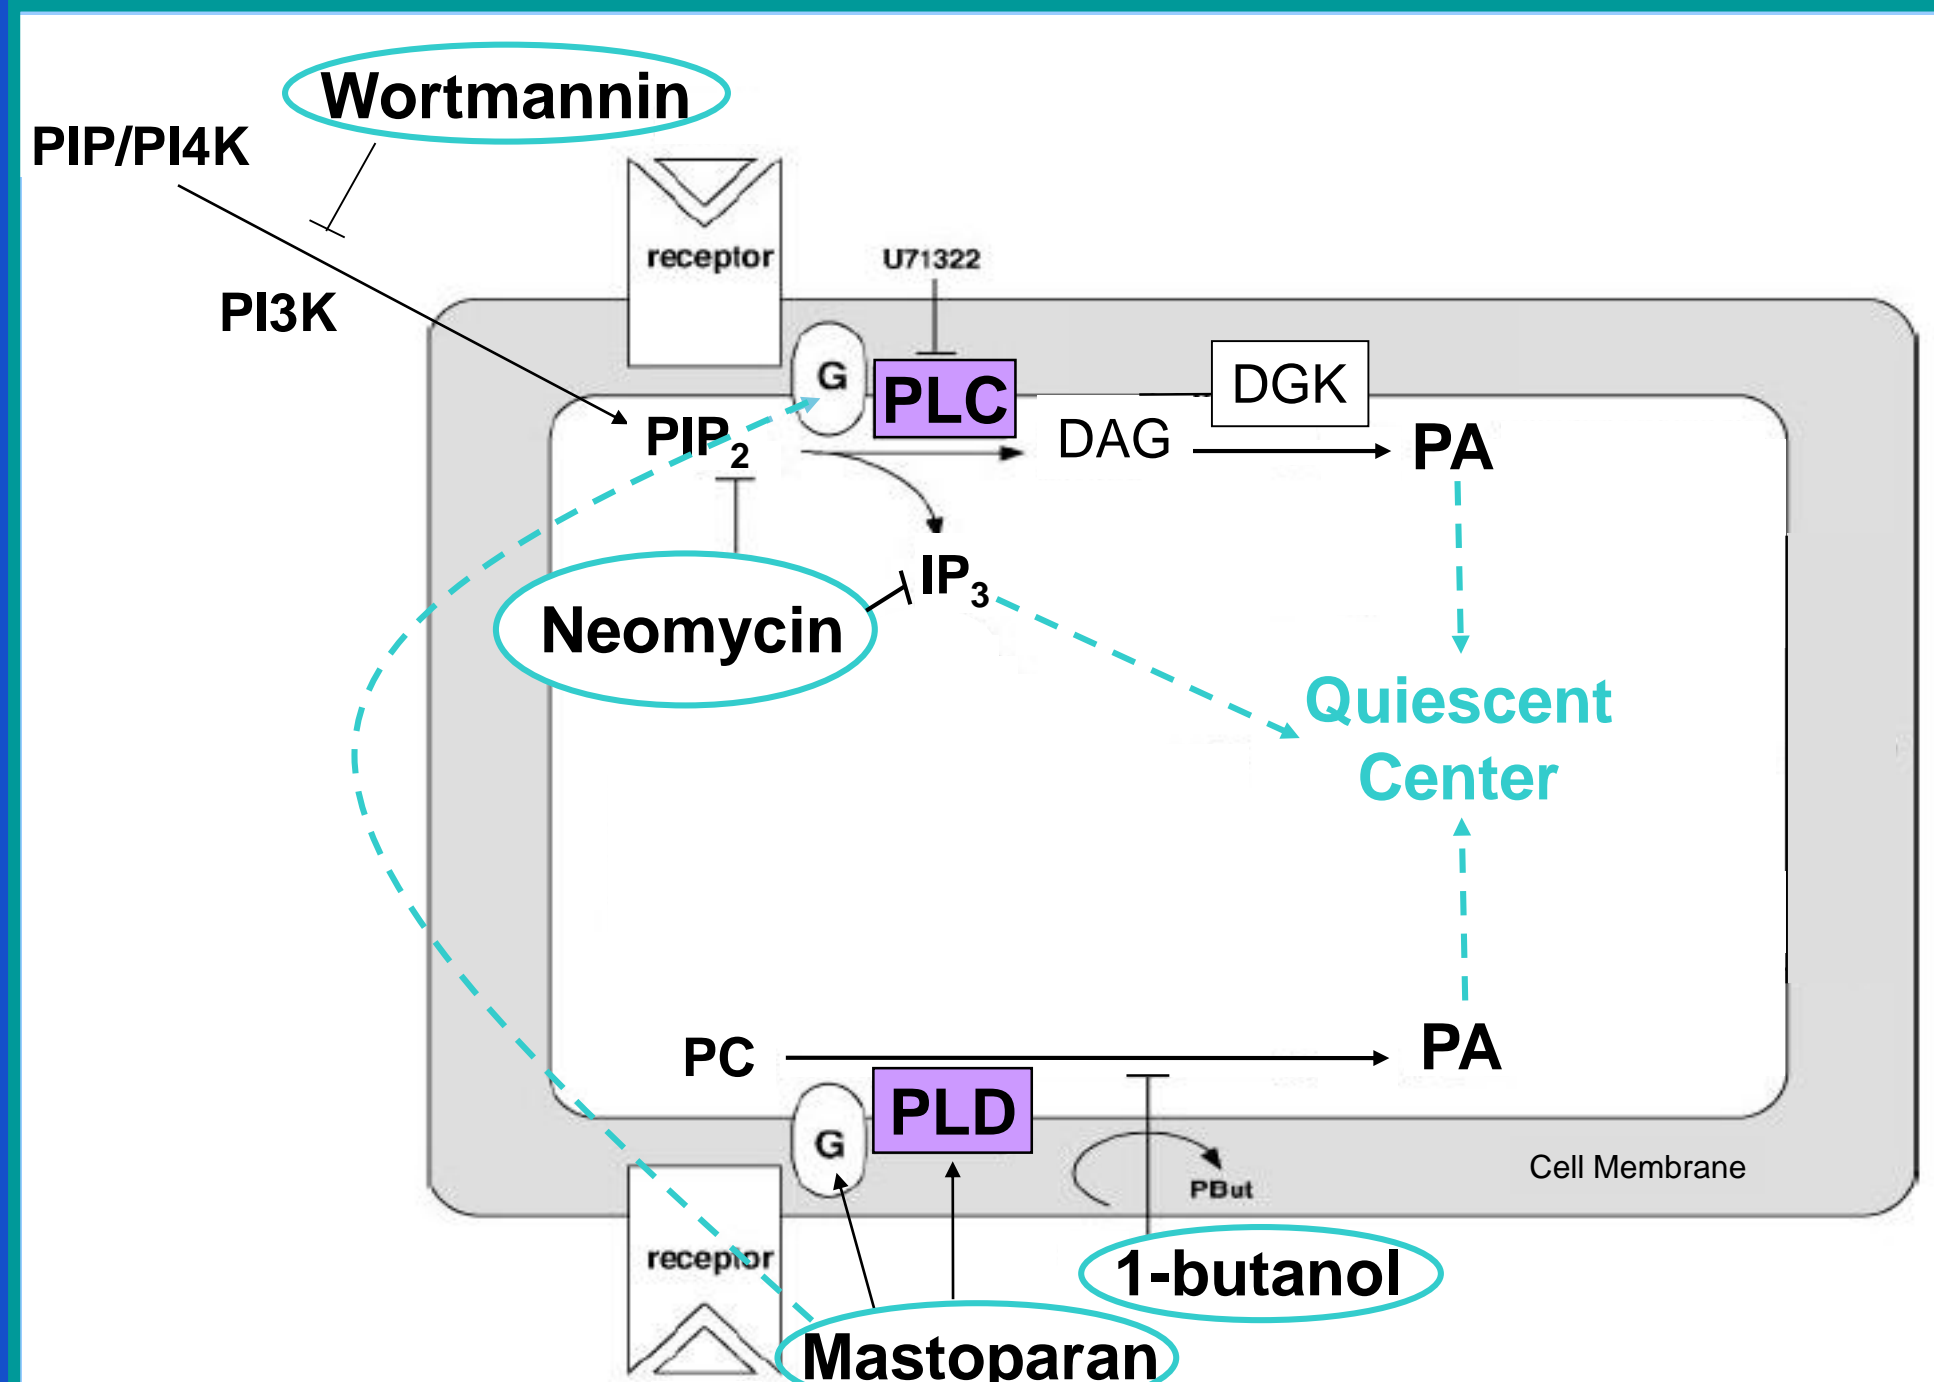 Wortmannin
PIP/PI4K
receptor
U71322
PI3K
G
PLC
DGK
PIP2
DAG
PA
IP3
Neomycin
Quiescent
Center
PC
PA
PLD
G
Cell Membrane
PBut
receptor
1-butanol
Mastoparan